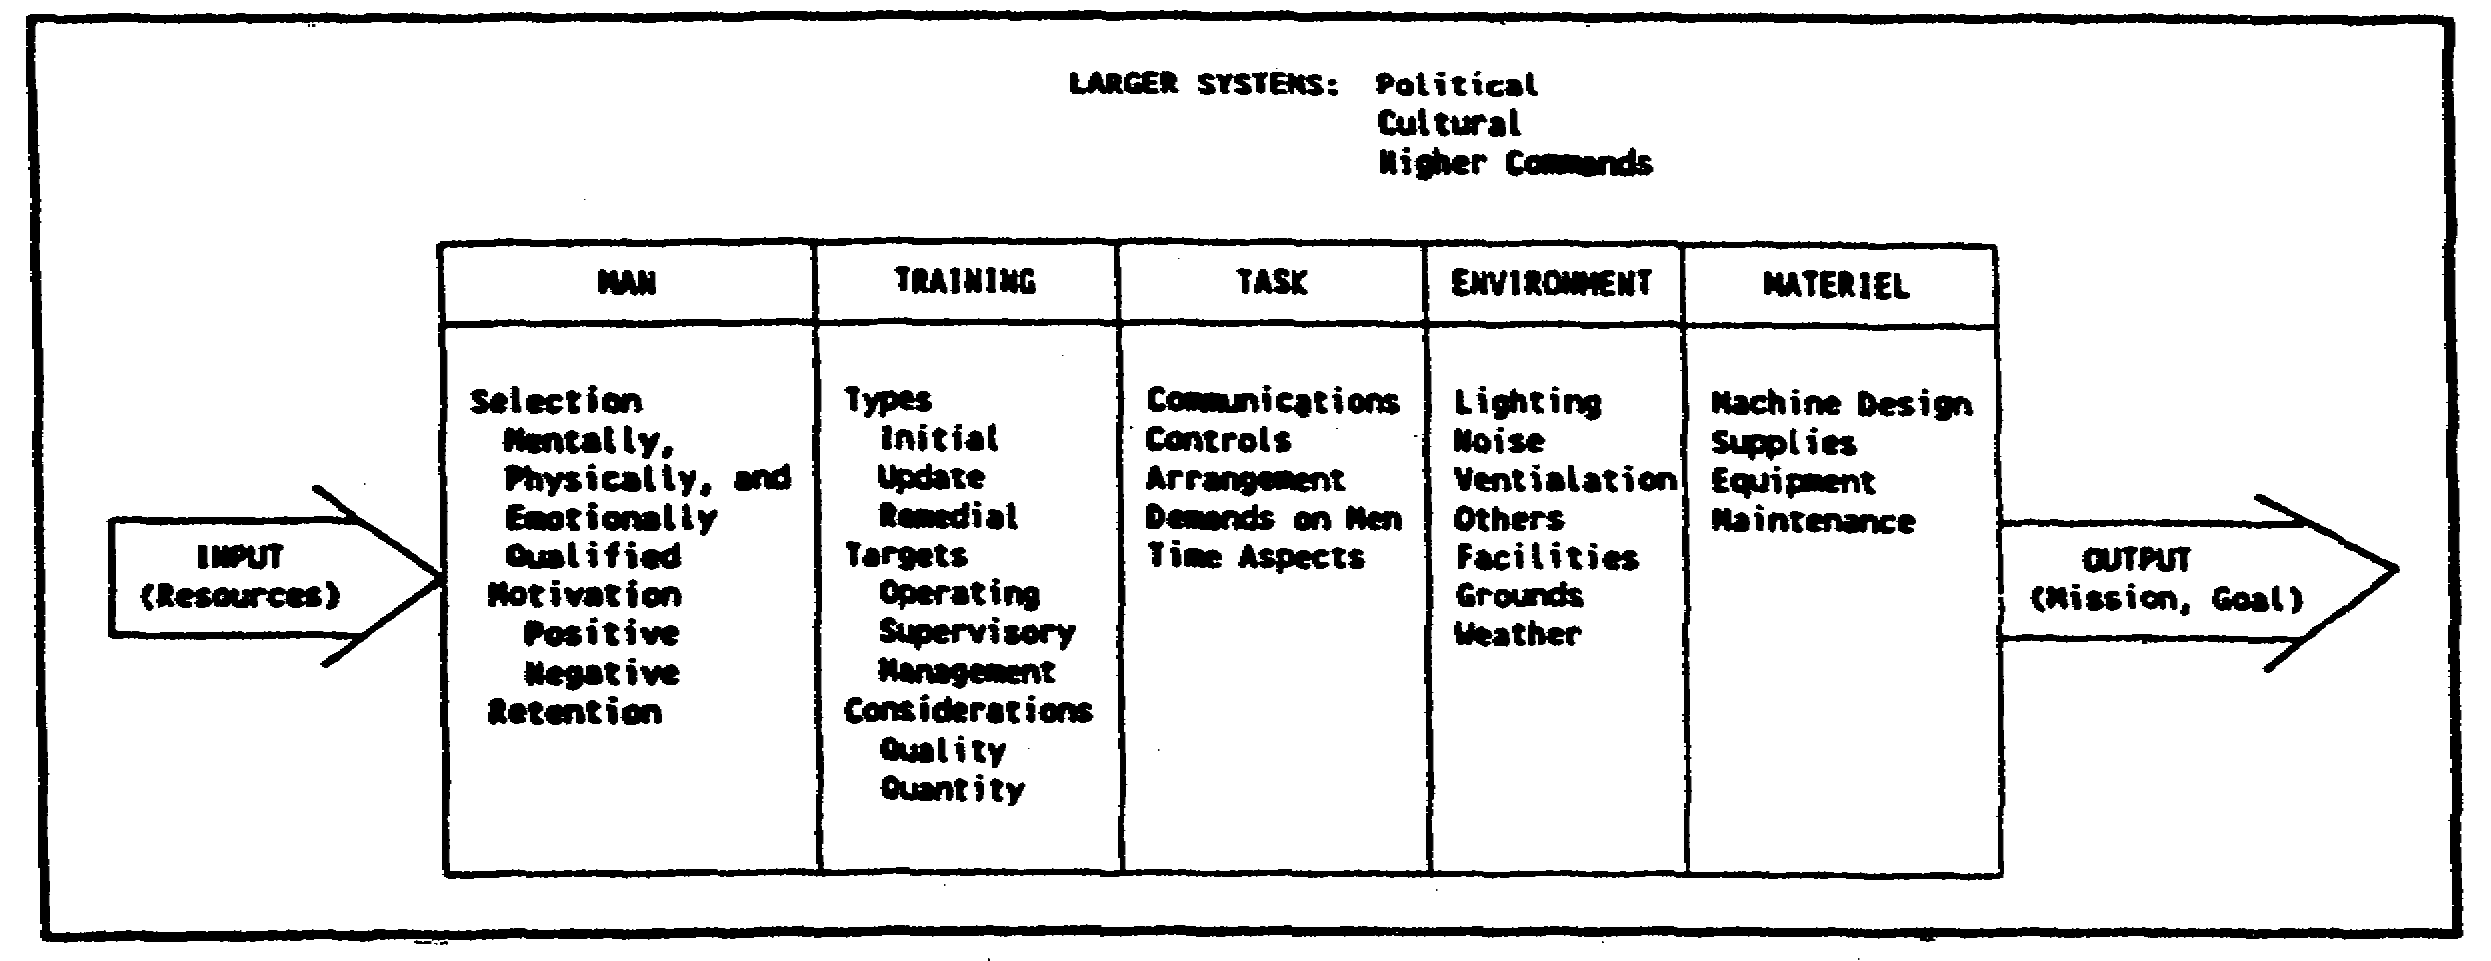 LARGER SYSTEMS: Political
Cultural
Higher Commands
MAN
TRAINING
TASK
ENVIRONMENT
MATERIEL
INPUT
(Resources)
Selection
Mentally,
Physically, and
Emotionally
Qualified
Motivation
Positive
Negative
Retention
Types
Initial
Update
Remedial
Targets
Operating
Supervisory
Management
Considerations
Quality
Quantity
Communications
Controls
Arrangement
Demands on Men
Time Aspects
Lighting
Noise
Ventialation
Others
Facilities
Grounds
Weather
Machine Design
Supplies
Equipment
Maintenance
OUTPUT
(Mission, Goal)